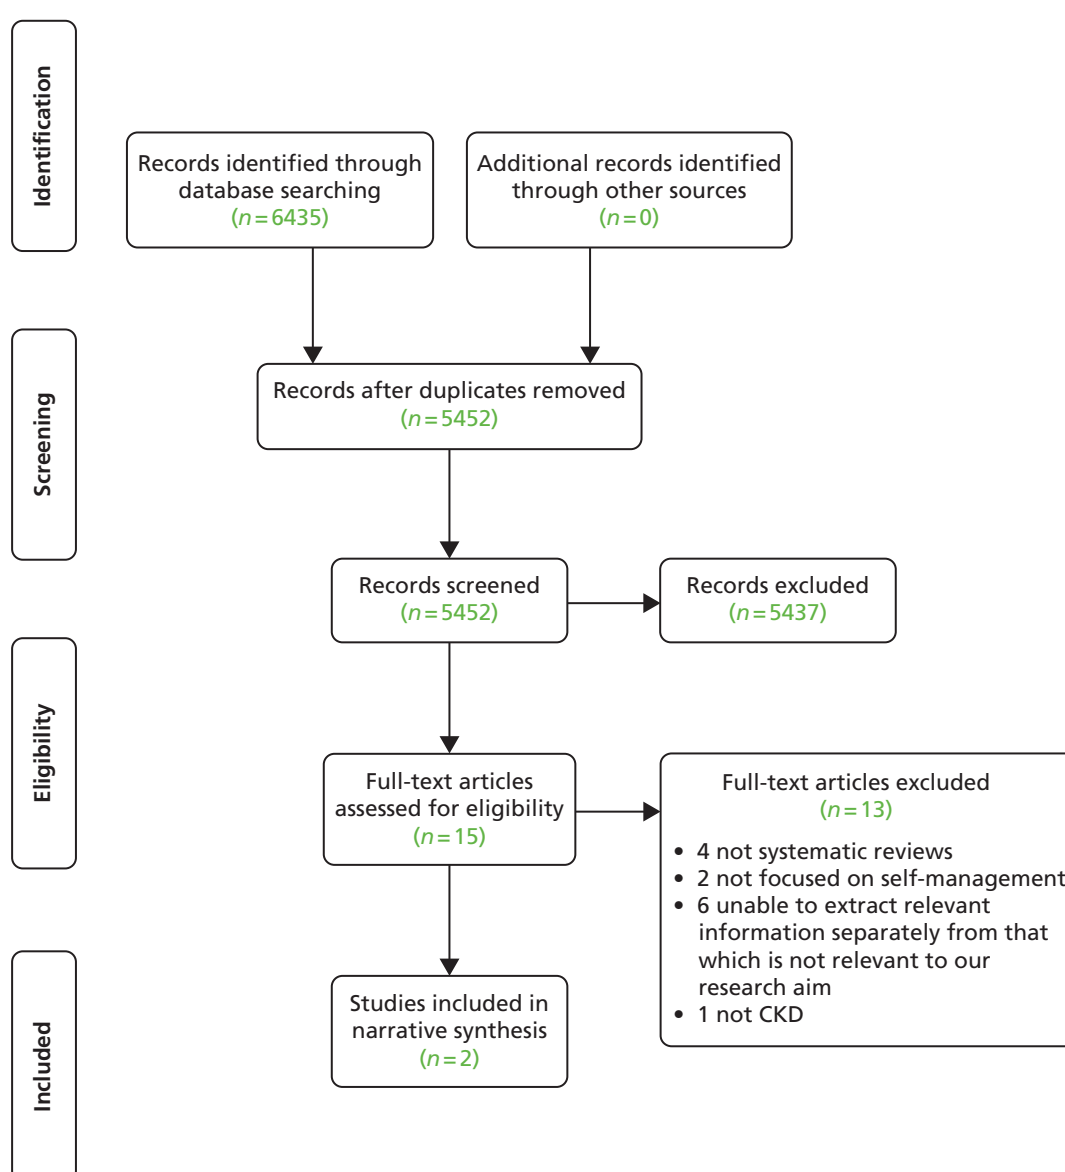 Identification
Records identified through
database searching
(n=6435)
Additional records identified
through other sources
(n=0)
Screening
Records after duplicates removed
(n=5452)
Records screened
(n=5452)
Records excluded
(n=5437)
Eligibility
Full-text articles
assessed for eligibility
(n=15)
Full-text articles excluded
(n=13)
• 4 not systematic reviews
• 2 not focused on self-management
• 6 unable to extract relevant
information separately from that
which is not relevant to our
research aim
• 1 not CKD
Included
Studies included in
narrative synthesis
(n=2)